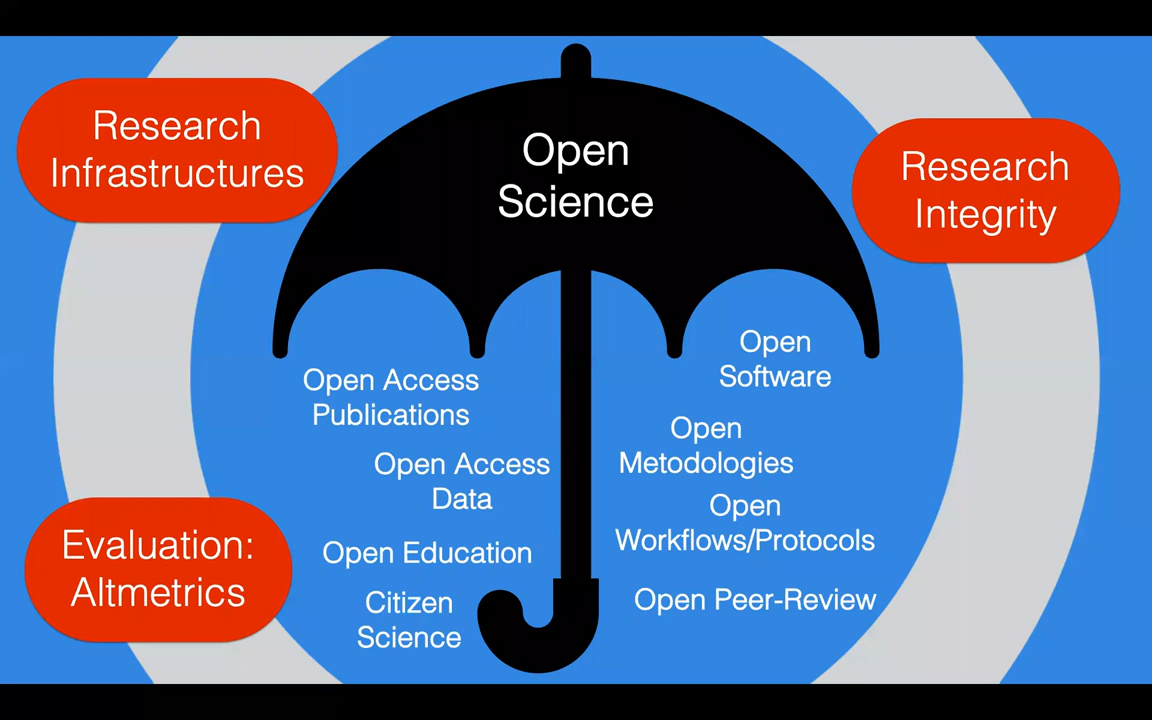 Research
Infrastructures
Open
Science
Research
Integrity
Open Access
Publications
Open Access
Data
Open Education
Citizen
Science
Open
Software
Open
Metodologies
Open
Workflows/Protocols
Open Peer-Review
Evaluation:
Altmetrics